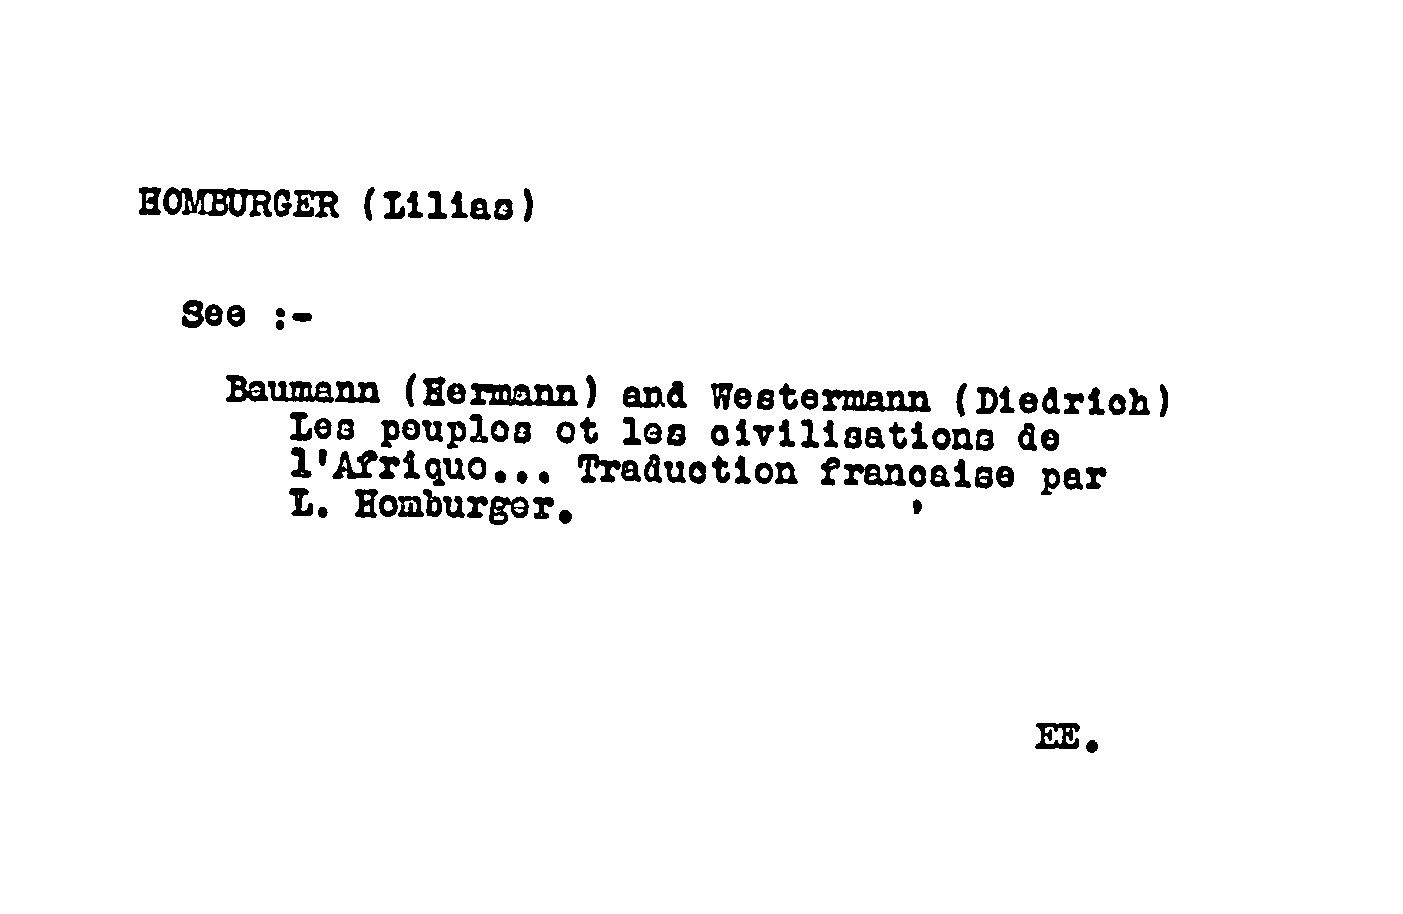 HOMBURGER (Lilias)
See :-
Baumann (Hermann) and Westermann (Diedrich)
Les peuples et les civilisations de
l'Afrique... Traduction française par
L. Homburger.
EE.